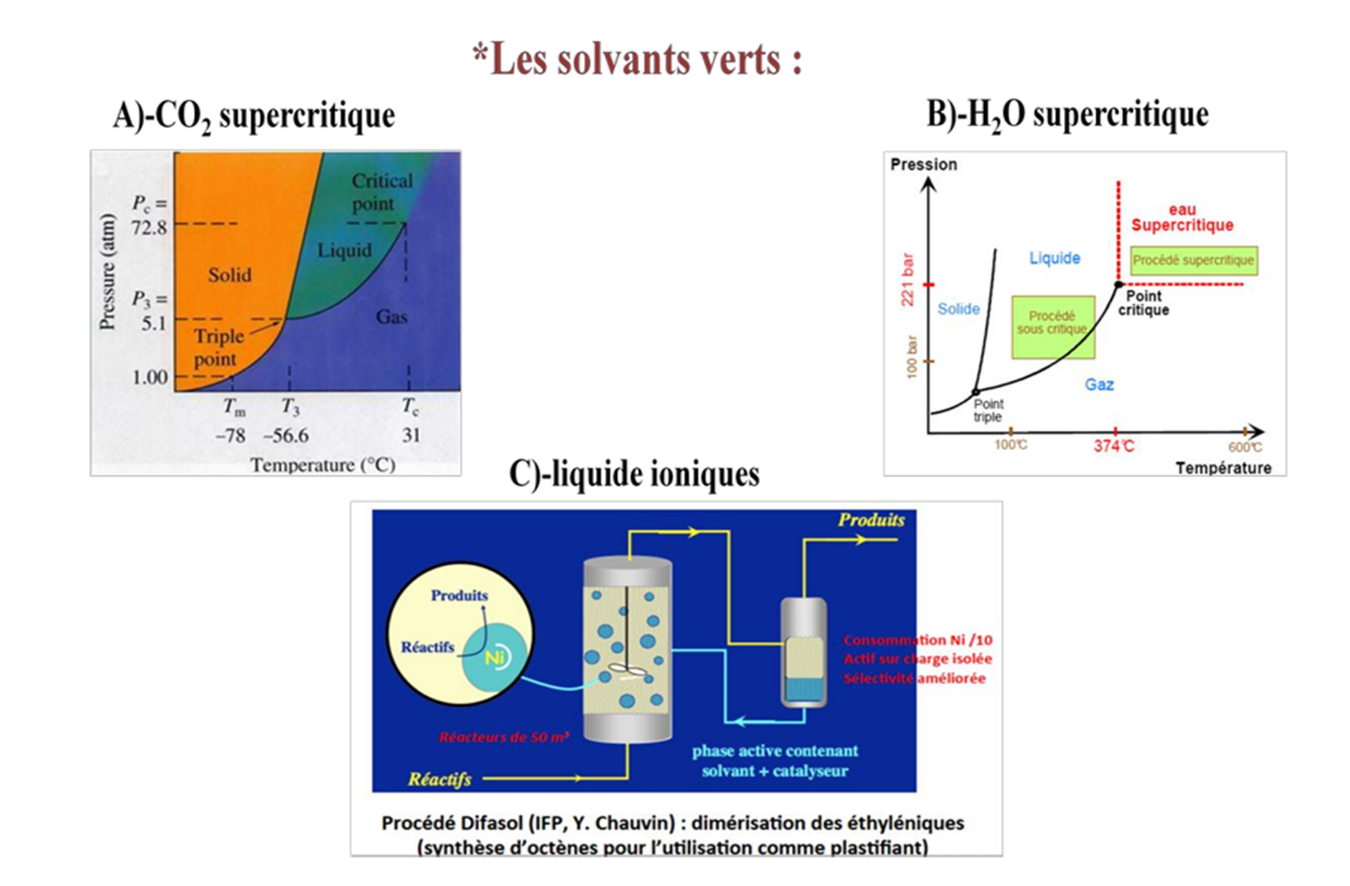 *Les solvants verts :
A)-CO₂ supercritique
Pressure (atm)
P_c =
72.8
P₃ =
5.1
1.00
Solid
Critical
point
Liquid
Gas
Triple
point
T_m
T₃
T_c
−78
−56.6
31
Temperature (°C)
B)-H₂O supercritique
Pression
221 bar
100 bar
eau
Supercritique
Procédé supercritique
Liquide
Solide
Procédé
sous critique
Point
critique
Gaz
Point
triple
100°C
374°C
600°C
Température
C)-liquide ioniques
Produits
Produits
Réactifs
Ni
Consommation Ni /10
Actif sur charge isolée
Sélectivité améliorée
Réacteurs de 50 m³
phase active contenant
solvant + catalyseur
Réactifs
Procédé Difasol (IFP, Y. Chauvin) : dimérisation des éthyléniques
(synthèse d’octènes pour l’utilisation comme plastifiant)